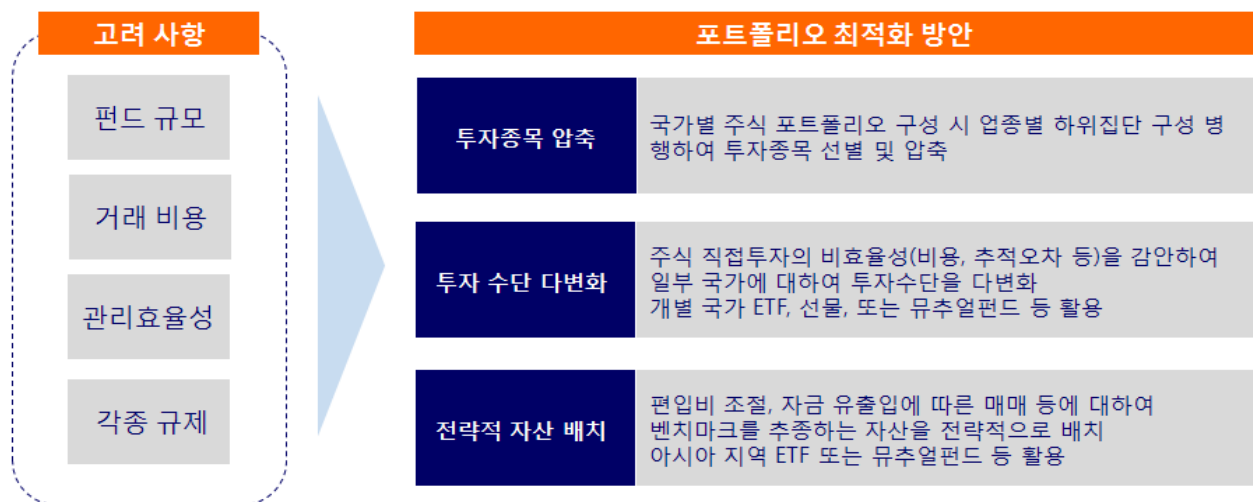 고려 사항
펀드 규모
거래 비용
관리효율성
각종 규제
포트폴리오 최적화 방안
투자종목 압축
국가별 주식 포트폴리오 구성 시 업종별 하위집단 구성 병
행하여 투자종목 선별 및 압축
투자 수단 다변화
주식 직접투자의 비효율성(비용, 추적오차 등)을 감안하여
일부 국가에 대하여 투자수단을 다변화
개별 국가 ETF, 선물, 또는 뮤추얼펀드 등 활용
전략적 자산 배치
편입비 조절, 자금 유출입에 따른 매매 등에 대하여
벤치마크를 추종하는 자산을 전략적으로 배치
아시아 지역 ETF 또는 뮤추얼펀드 등 활용